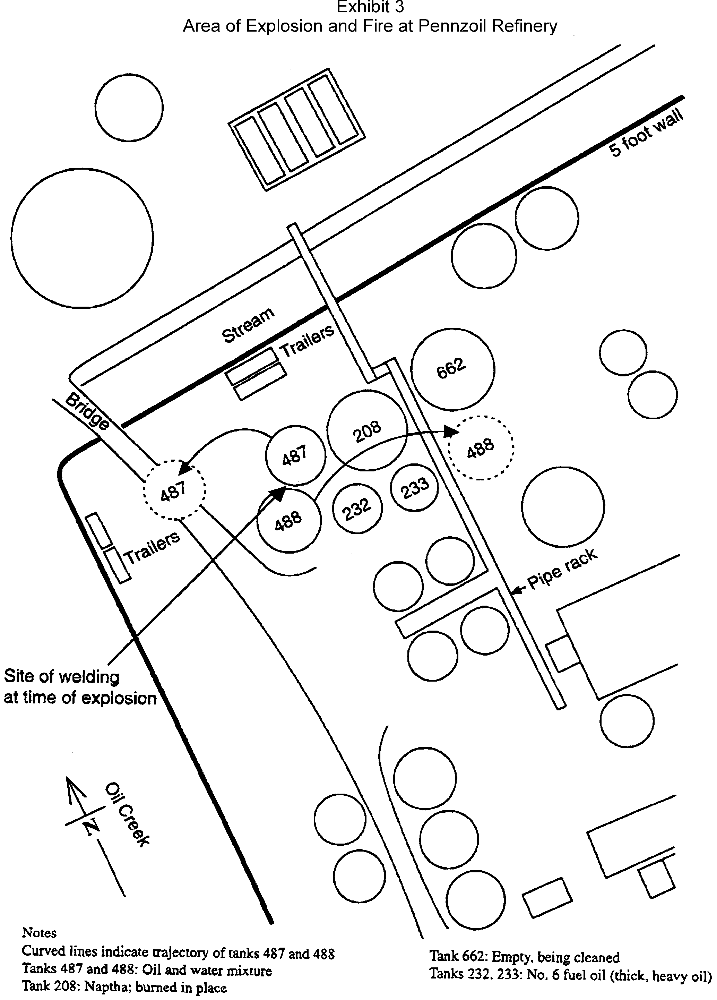 Exhibit 3
Area of Explosion and Fire at Pennzoil Refinery
5 foot wall
Stream
Trailers
662
Bridge
208
487
488
487
233
232
488
Trailers
Pipe rack
Site of welding
at time of explosion
Oil Creek
N
Notes
Curved lines indicate trajectory of tanks 487 and 488
Tanks 487 and 488: Oil and water mixture
Tank 208: Naptha; burned in place
Tank 662: Empty, being cleaned
Tanks 232, 233: No. 6 fuel oil (thick, heavy oil)